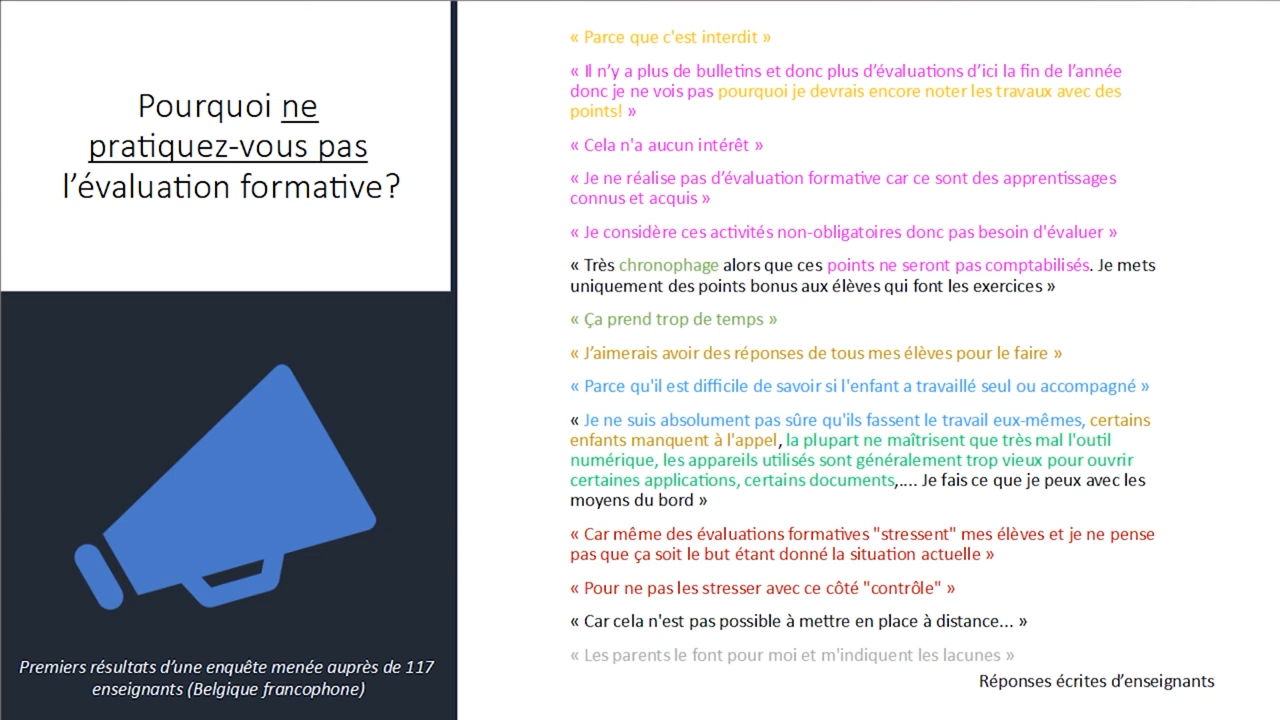 Pourquoi ne
pratiquez-vous pas
l’évaluation formative?
Premiers résultats d’une enquête menée auprès de 117
enseignants (Belgique francophone)
« Parce que c'est interdit »
« Il n’y a plus de bulletins et donc plus d’évaluations d’ici la fin de l’année
donc je ne vois pas pourquoi je devrais encore noter les travaux avec des
points! »
« Cela n'a aucun intérêt »
« Je ne réalise pas d’évaluation formative car ce sont des apprentissages
connus et acquis »
« Je considère ces activités non-obligatoires donc pas besoin d'évaluer »
« Très chronophage alors que ces points ne seront pas comptabilisés. Je mets
uniquement des points bonus aux élèves qui font les exercices »
« Ça prend trop de temps »
« J’aimerais avoir des réponses de tous mes élèves pour le faire »
« Parce qu'il est difficile de savoir si l'enfant a travaillé seul ou accompagné »
« Je ne suis absolument pas sûre qu'ils fassent le travail eux-mêmes, certains
enfants manquent à l'appel, la plupart ne maîtrisent que très mal l'outil
numérique, les appareils utilisés sont généralement trop vieux pour ouvrir
certaines applications, certains documents,.... Je fais ce que je peux avec les
moyens du bord »
« Car même des évaluations formatives "stressent" mes élèves et je ne pense
pas que ça soit le but étant donné la situation actuelle »
« Pour ne pas les stresser avec ce côté "contrôle" »
« Car cela n'est pas possible à mettre en place à distance... »
« Les parents le font pour moi et m'indiquent les lacunes »
Réponses écrites d’enseignants